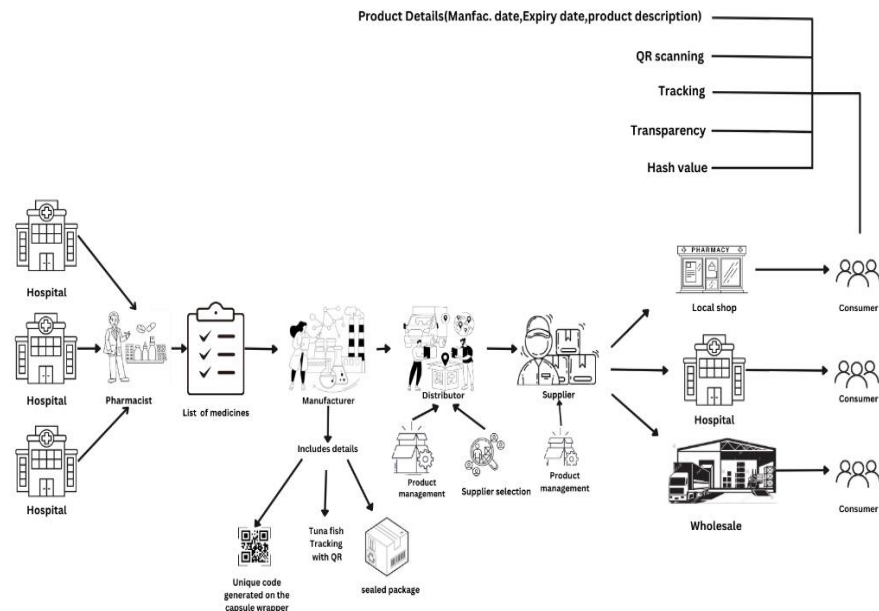 Product Details(Manfac. date,Expiry date,product description)
QR scanning
Tracking
Transparency
Hash value
Hospital
Hospital
Hospital
Pharmacist
List of medicines
Manufacturer
Distributor
Supplier
PHARMACY
Local shop
Hospital
Wholesale
Consumer
Consumer
Consumer
Includes details
Product
management
Supplier selection
Product
management
Unique code
generated on the
capsule wrapper
Tuna fish
Tracking
with QR
sealed package